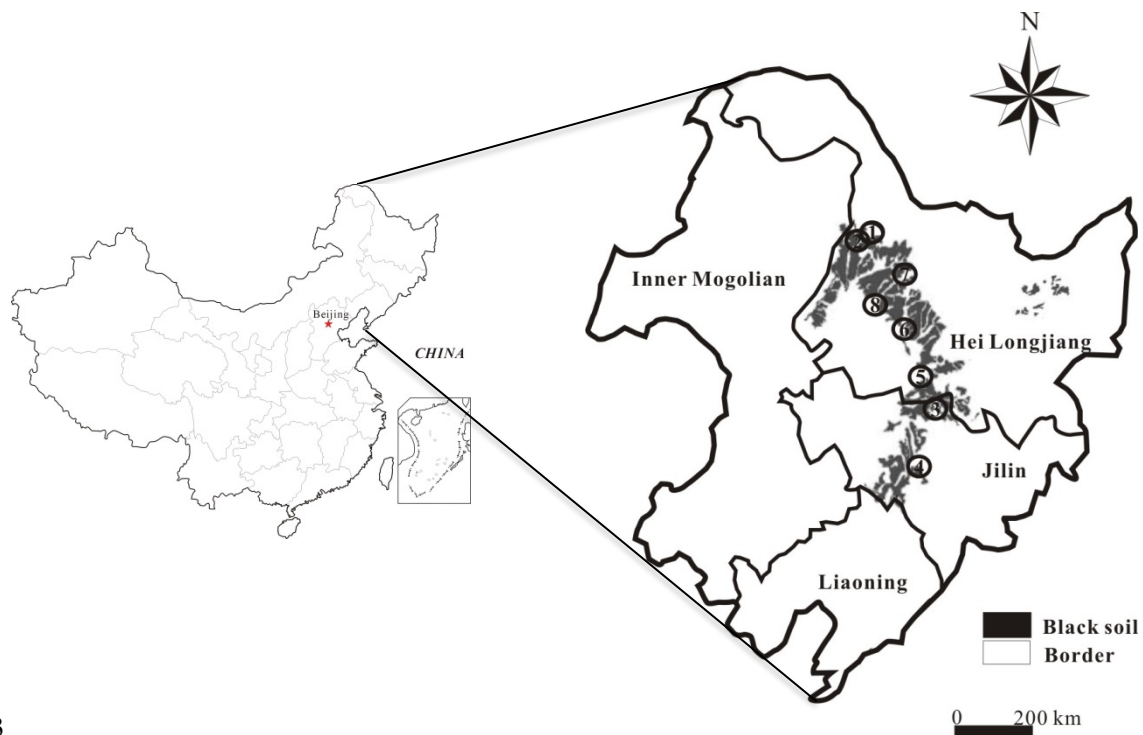 N
Beijing
CHINA
Inner Mogolian
1
2
7
8
6
Hei Longjiang
5
3
4
Jilin
Liaoning
Black soil
Border
0 200 km
3